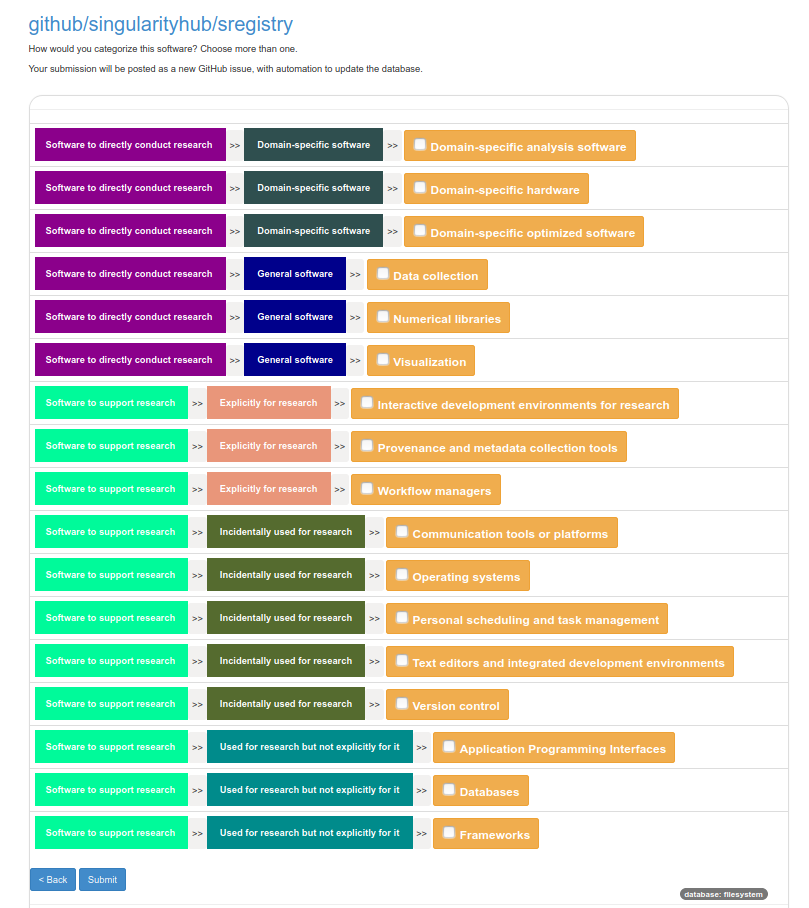 github/singularityhub/sregistry
How would you categorize this software? Choose more than one.
Your submission will be posted as a new GitHub issue, with automation to update the database.
Software to directly conduct research >> Domain-specific software >> Domain-specific analysis software
Software to directly conduct research >> Domain-specific software >> Domain-specific hardware
Software to directly conduct research >> Domain-specific software >> Domain-specific optimized software
Software to directly conduct research >> General software >> Data collection
Software to directly conduct research >> General software >> Numerical libraries
Software to directly conduct research >> General software >> Visualization
Software to support research >> Explicitly for research >> Interactive development environments for research
Software to support research >> Explicitly for research >> Provenance and metadata collection tools
Software to support research >> Explicitly for research >> Workflow managers
Software to support research >> Incidentally used for research >> Communication tools or platforms
Software to support research >> Incidentally used for research >> Operating systems
Software to support research >> Incidentally used for research >> Personal scheduling and task management
Software to support research >> Incidentally used for research >> Text editors and integrated development environments
Software to support research >> Incidentally used for research >> Version control
Software to support research >> Used for research but not explicitly for it >> Application Programming Interfaces
Software to support research >> Used for research but not explicitly for it >> Databases
Software to support research >> Used for research but not explicitly for it >> Frameworks
< Back Submit
database: filesystem